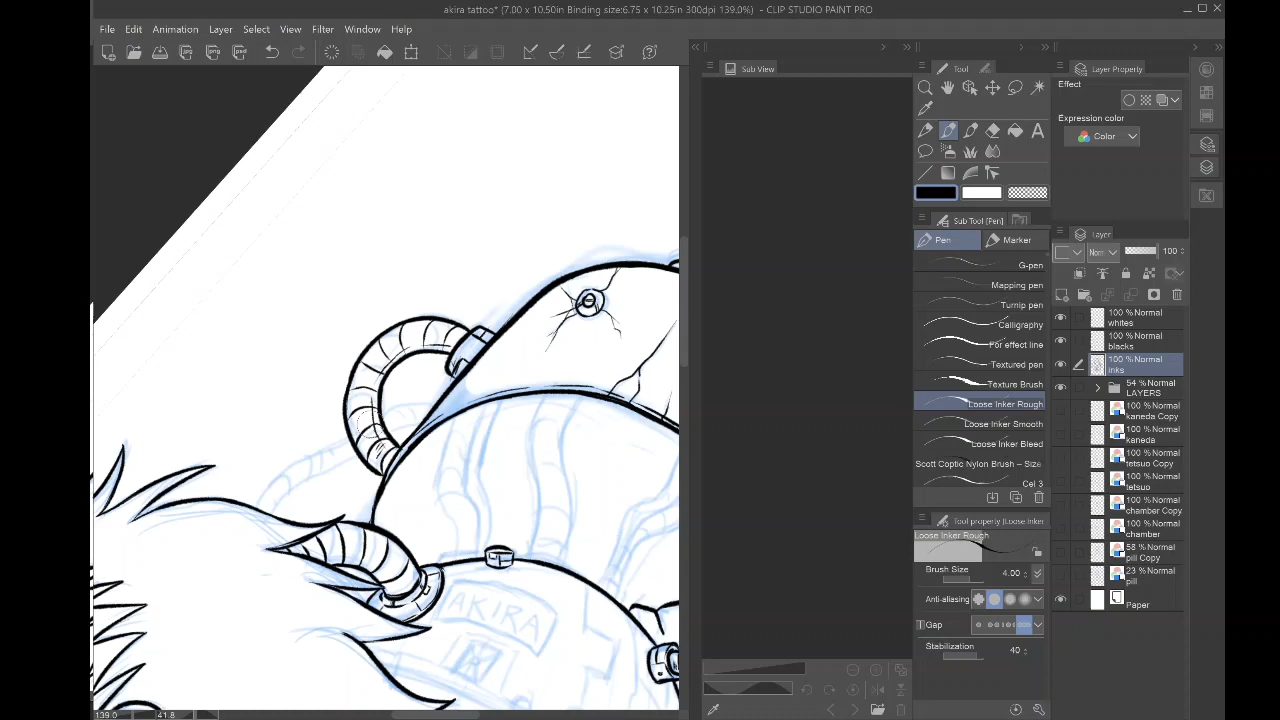 akira tattoo* (7.00 x 10.50in Binding size:6.75 x 10.25in 300dpi 139.0%) - CLIP STUDIO PAINT PRO
File Edit Animation Layer Select View Filter Window Help
Sub View
Tool
Layer Property
Effect
Expression color
Color
Sub Tool [Pen]
Pen
Marker
G-pen
Mapping pen
Turnip pen
Calligraphy
For effect line
Textured pen
Texture Brush
Loose Inker Rough
Loose Inker Smooth
Loose Inker Bleed
Scott Coptic Nylon Brush – Size
Cel 3
Tool property [Loose Inker
Loose Inker Rough
Brush Size 4.00
Anti-aliasing
Gap
Stabilization 40
Layer
Norm 100
100 %Normal
whites
100 %Normal
blacks
100 %Normal
inks
54 %Normal
LAYERS
100 %Normal
kaneda Copy
100 %Normal
kaneda
100 %Normal
tetsuo Copy
100 %Normal
tetsuo
100 %Normal
chamber Copy
100 %Normal
chamber
58 %Normal
pill Copy
23 %Normal
pill
Paper
AKIRA
139.0 41.8